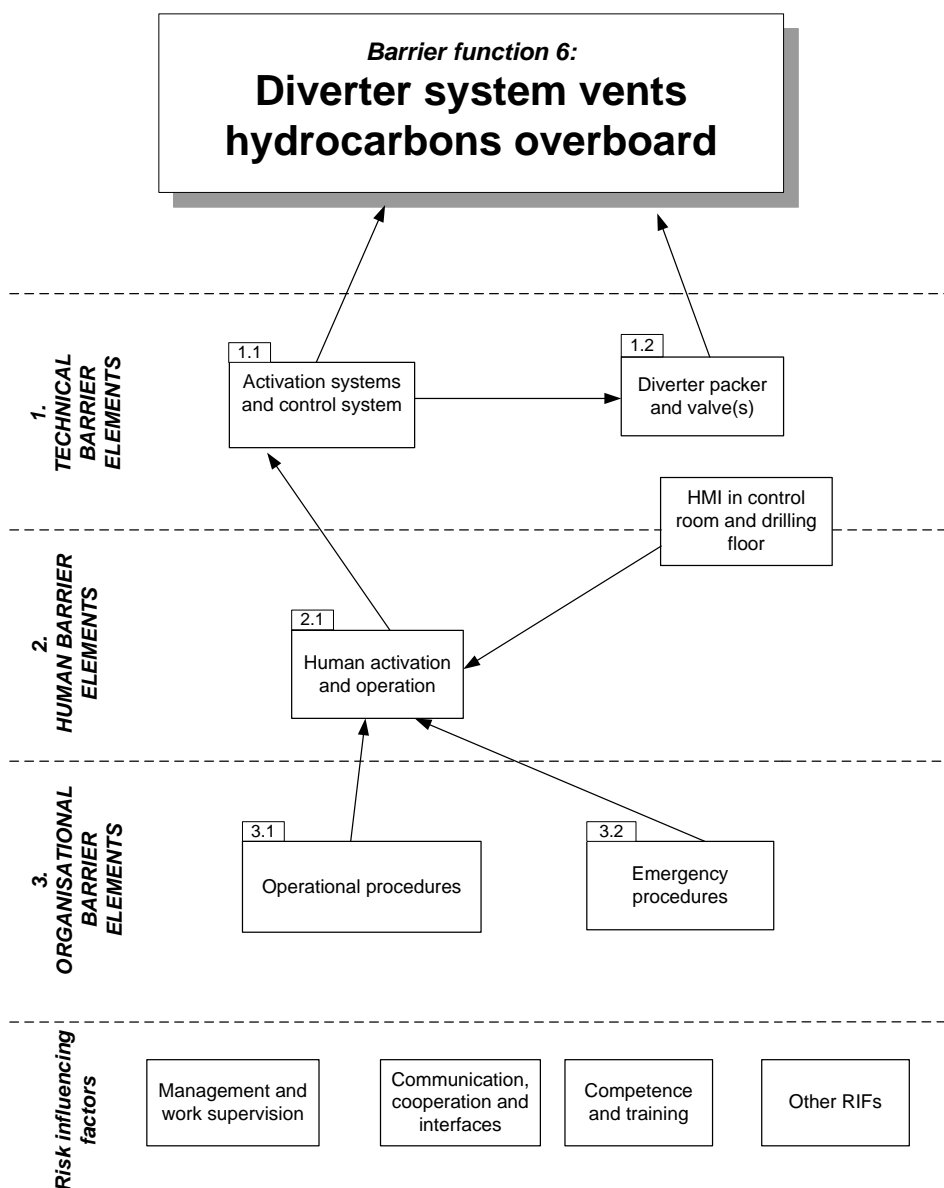 Barrier function 6:
Diverter system vents
hydrocarbons overboard
1.
TECHNICAL
BARRIER
ELEMENTS
1.1
Activation systems
and control system
1.2
Diverter packer
and valve(s)
HMI in control
room and drilling
floor
2.
HUMAN BARRIER
ELEMENTS
2.1
Human activation
and operation
3.
ORGANISATIONAL
BARRIER
ELEMENTS
3.1
Operational procedures
3.2
Emergency
procedures
Risk influencing
factors
Management and
work supervision
Communication,
cooperation and
interfaces
Competence
and training
Other RIFs